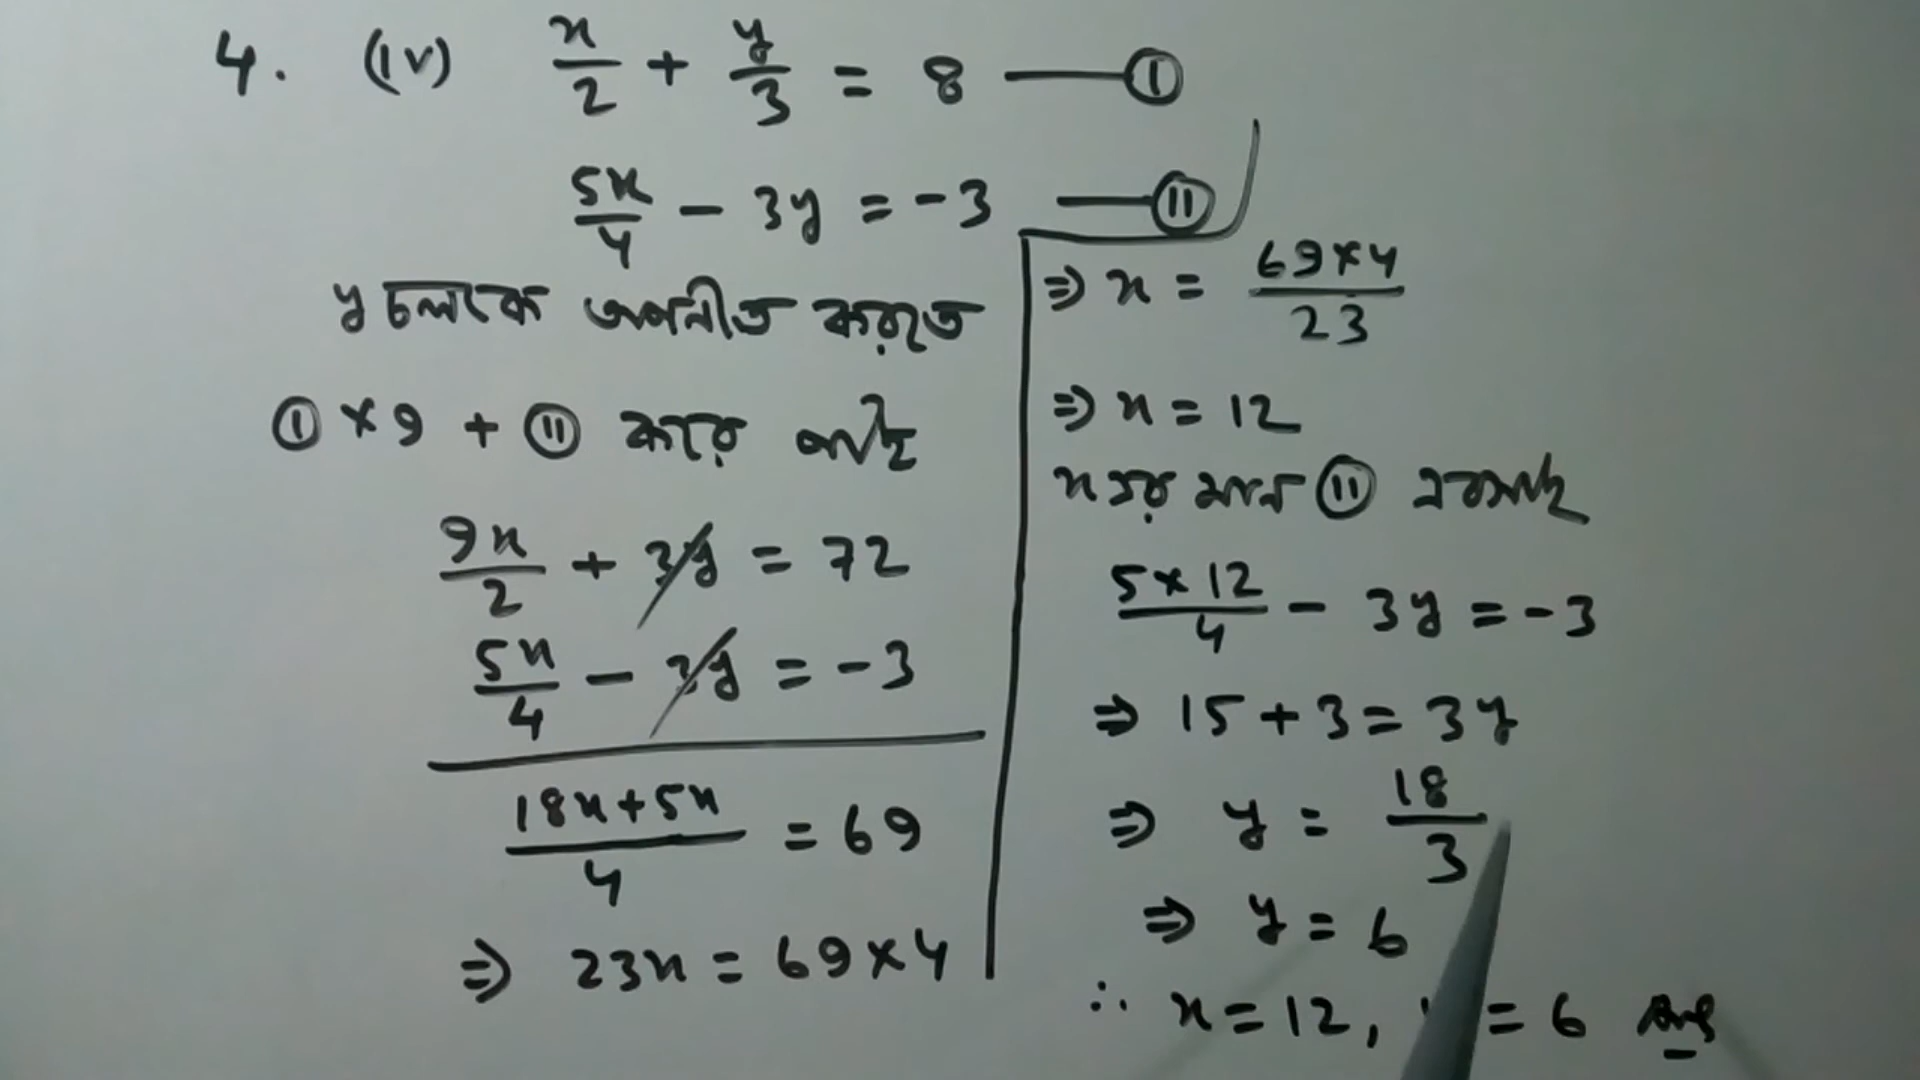 4. (iv) x/2 + y/3 = 8 —— (I)
5x/4 - 3y = -3 —— (II)
y চলকে অপনীত করতে
(I) × 9 + (II) করে পাই
9x/2 + 3y = 72
5x/4 - 3y = -3
(18x+5x)/4 = 69
⇒ 23x = 69×4
⇒ x = (69×4)/23
⇒ x = 12
x এর মান (II) এ বসাই
(5×12)/4 - 3y = -3
⇒ 15+3 = 3y
⇒ y = 18/3
⇒ y = 6
∴ x=12, = 6 Ans